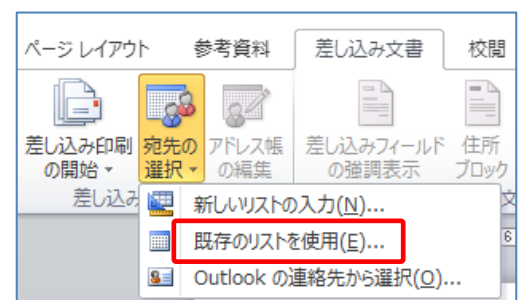 ページ レイアウト 参考資料 差し込み文書 校閲
差し込み印刷 宛先の アドレス帳 差し込みフィールド 住所
の開始 選択 の編集 の強調表示 ブロック
差し込み 文
新しいリストの入力(N)...
既存のリストを使用(E)... 6
Outlook の連絡先から選択(O)...